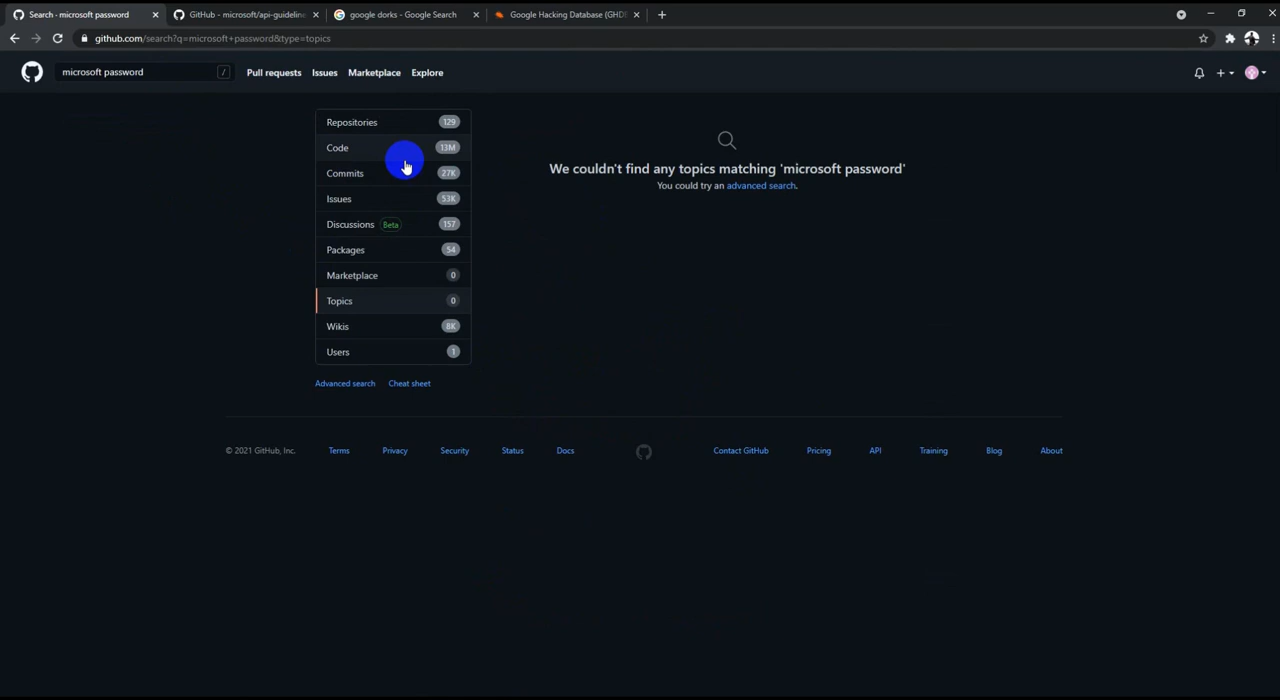 Search · microsoft password
GitHub - microsoft/api-guideline
google dorks - Google Search
Google Hacking Database (GHD
github.com/search?q=microsoft+password&type=topics
microsoft password
/
Pull requests
Issues
Marketplace
Explore
Repositories 129
Code 13M
Commits 27K
Issues 53K
Discussions Beta 157
Packages 54
Marketplace 0
Topics 0
Wikis 8K
Users 1
Advanced search
Cheat sheet
We couldn't find any topics matching 'microsoft password'
You could try an advanced search.
© 2021 GitHub, Inc.
Terms
Privacy
Security
Status
Docs
Contact GitHub
Pricing
API
Training
Blog
About